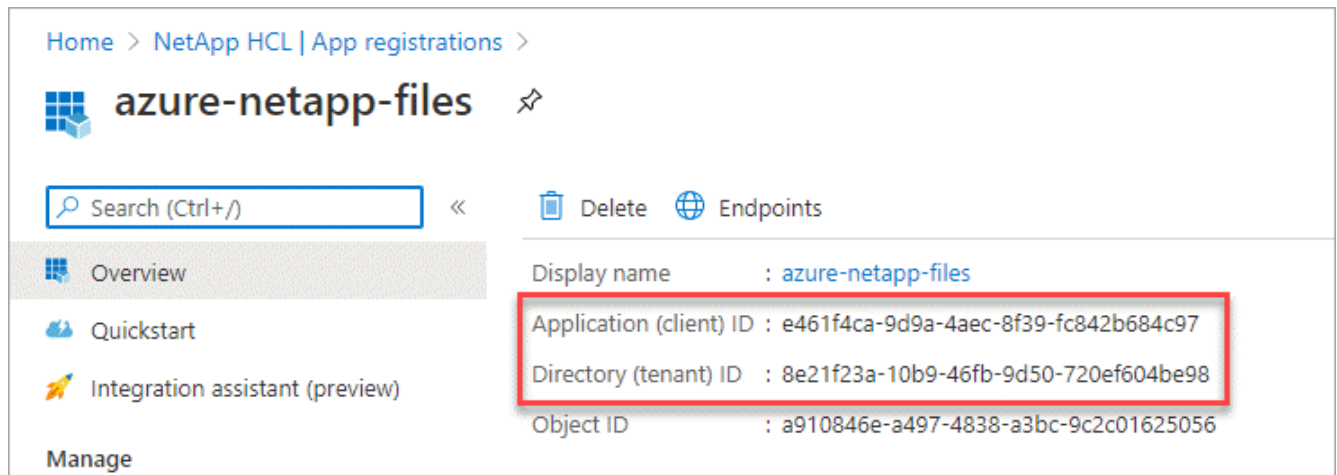 Home > NetApp HCL | App registrations >
azure-netapp-files
Search (Ctrl+/)
«
Delete
Endpoints
Overview
Quickstart
Integration assistant (preview)
Manage
Display name : azure-netapp-files
Application (client) ID : e461f4ca-9d9a-4aec-8f39-fc842b684c97
Directory (tenant) ID : 8e21f23a-10b9-46fb-9d50-720ef604be98
Object ID : a910846e-a497-4838-a3bc-9c2c01625056